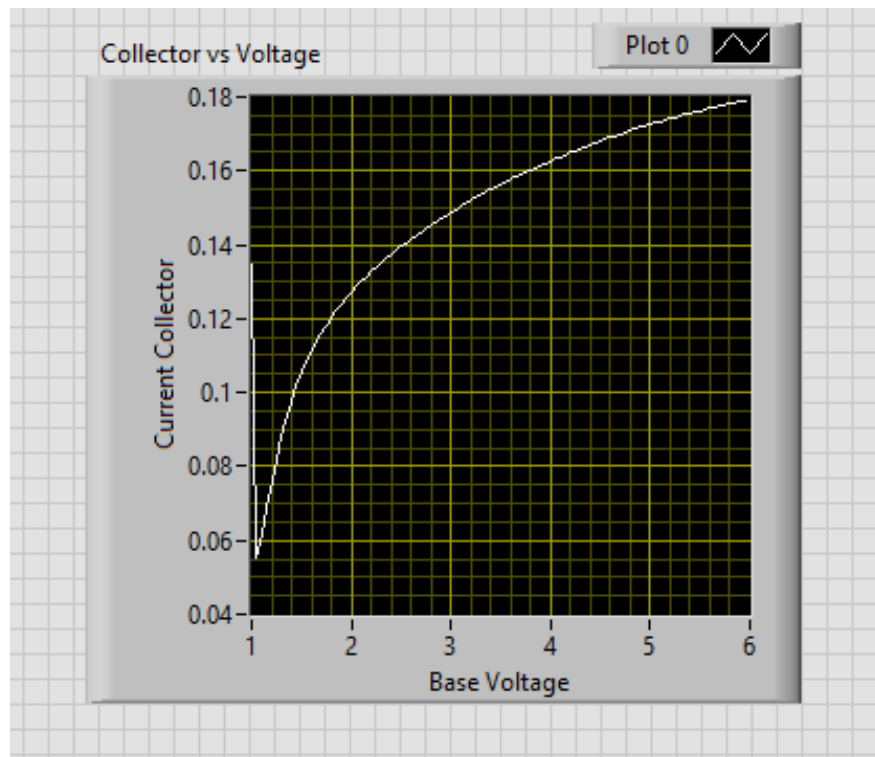 Collector vs Voltage
Plot 0
Current Collector
0.18
0.16
0.14
0.12
0.1
0.08
0.06
0.04
1 2 3 4 5 6
Base Voltage